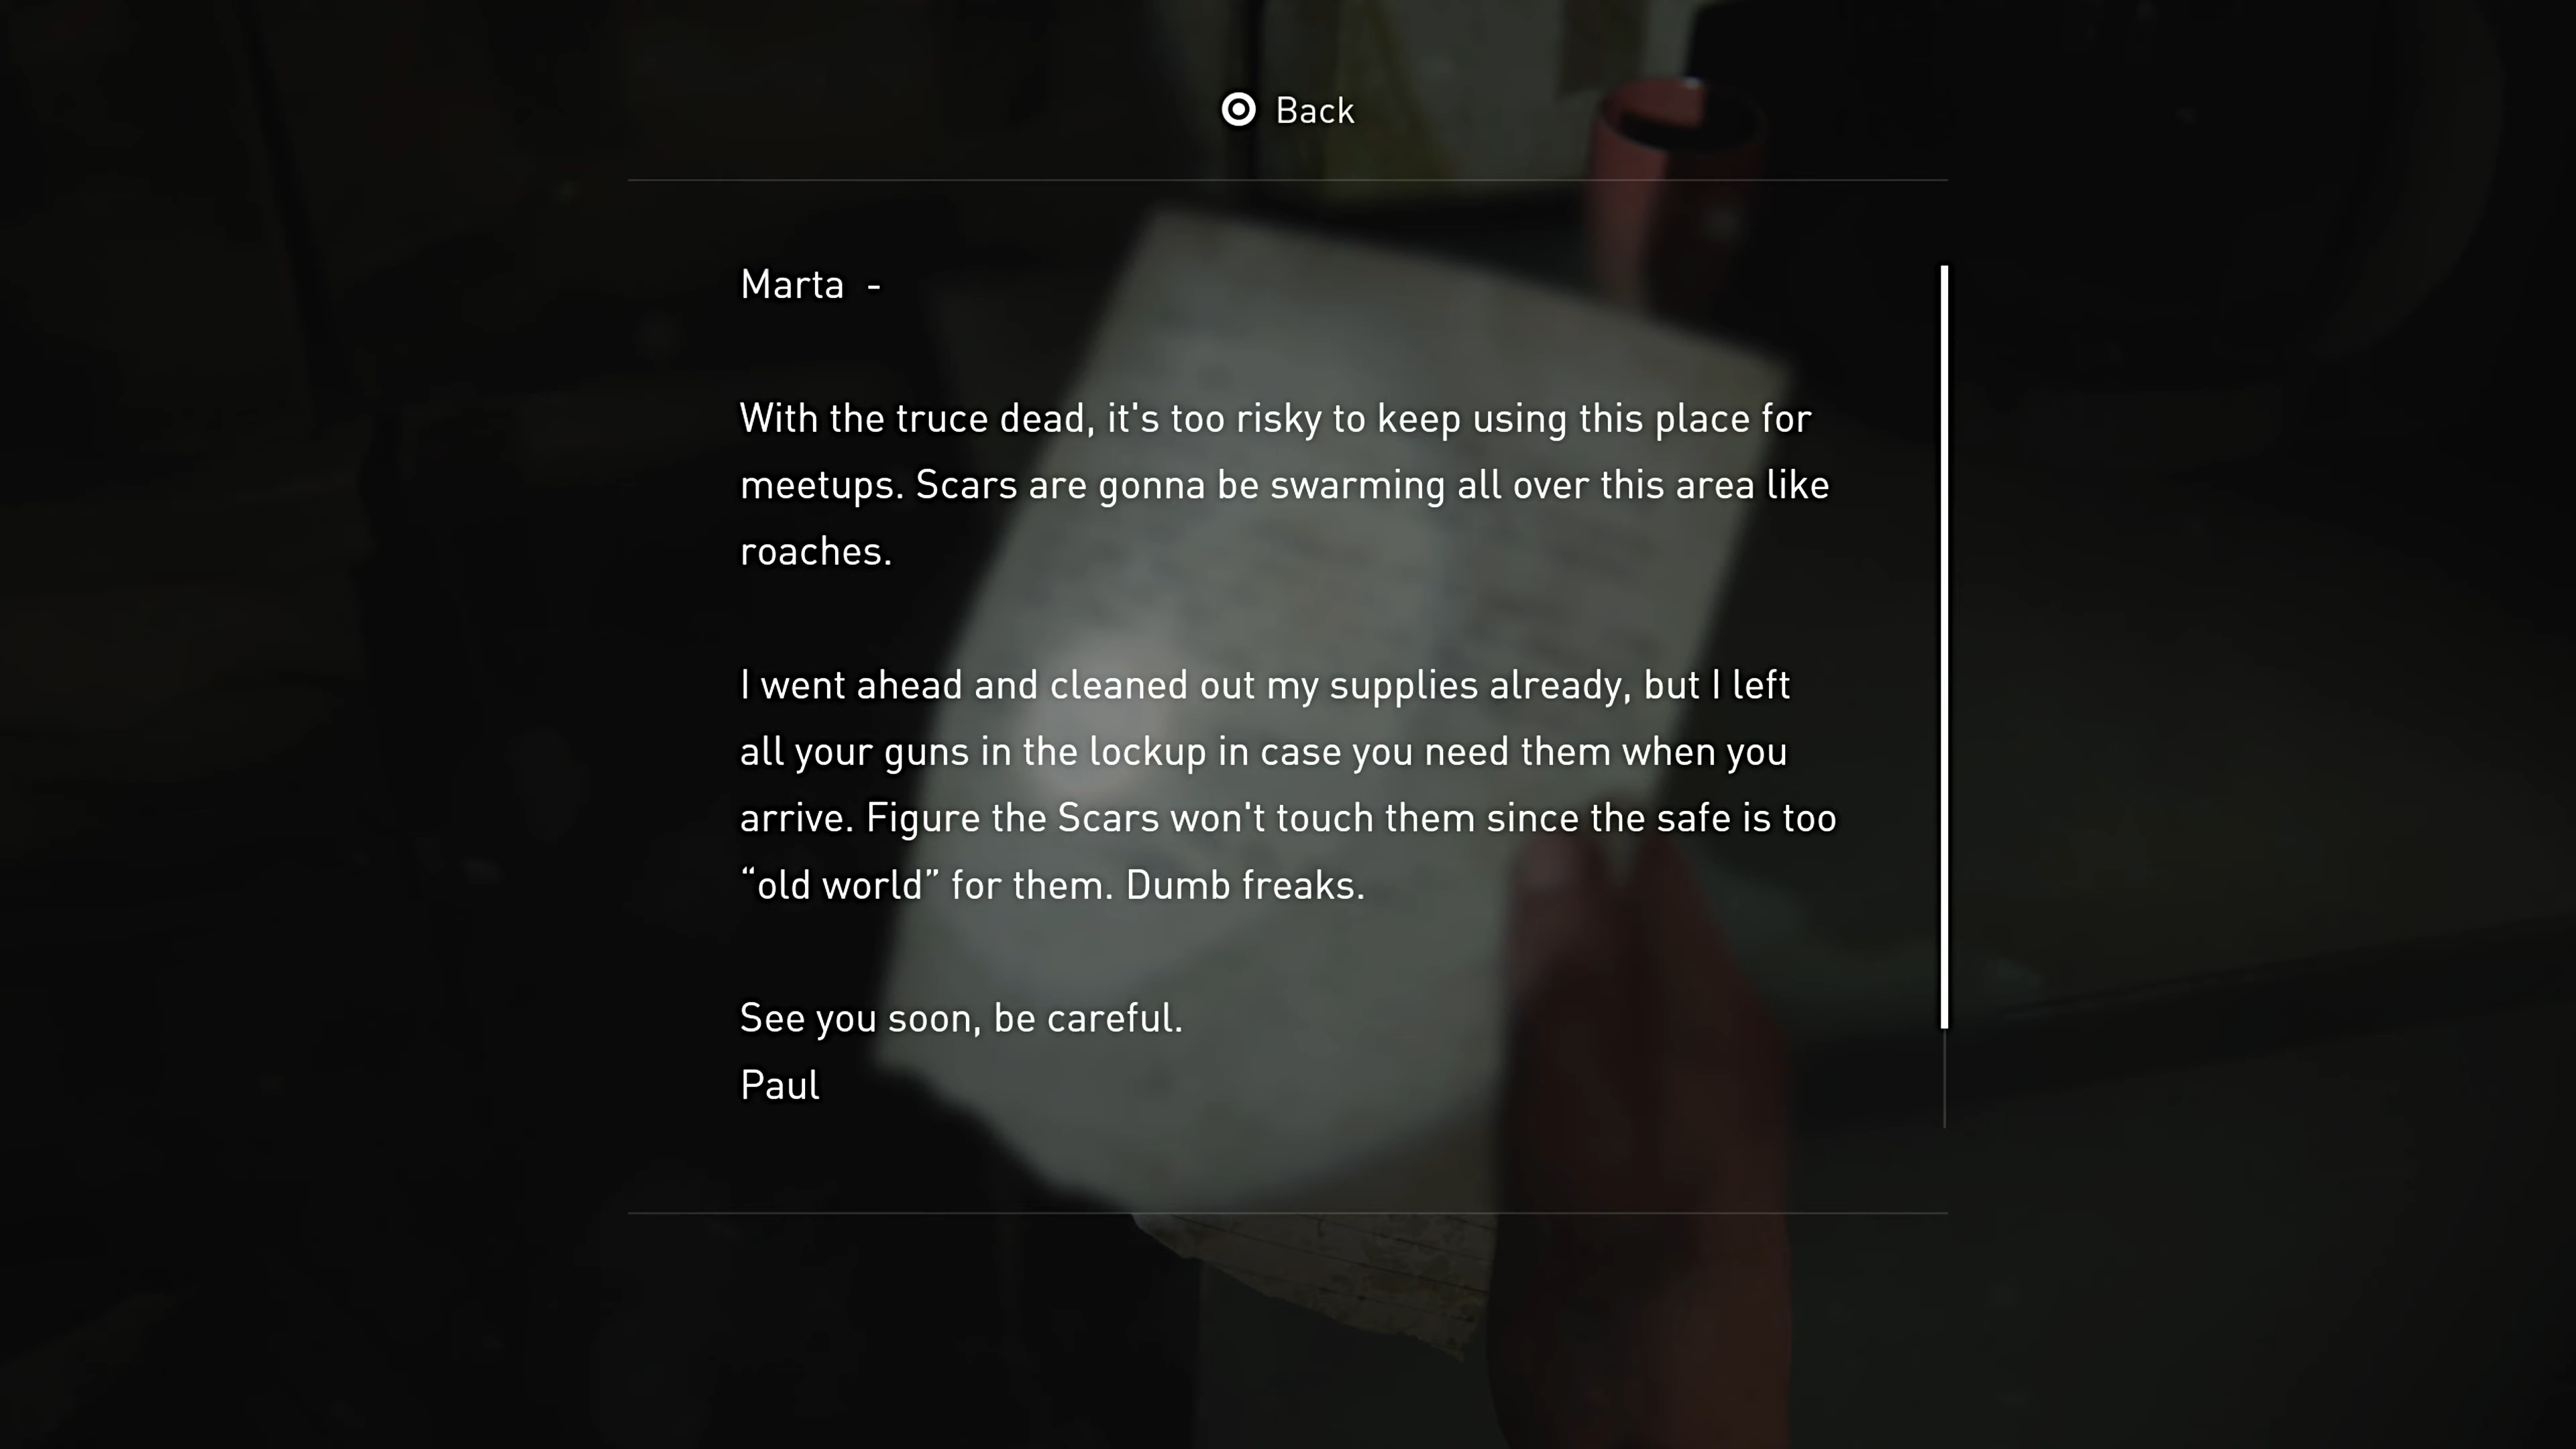 Back
Marta -
With the truce dead, it's too risky to keep using this place for
meetups. Scars are gonna be swarming all over this area like
roaches.
I went ahead and cleaned out my supplies already, but I left
all your guns in the lockup in case you need them when you
arrive. Figure the Scars won't touch them since the safe is too
“old world” for them. Dumb freaks.
See you soon, be careful.
Paul